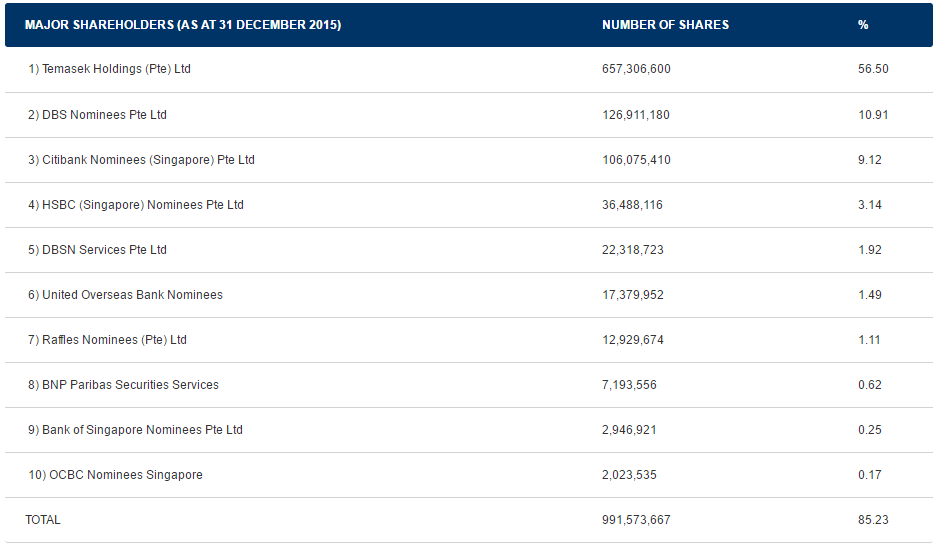 MAJOR SHAREHOLDERS (AS AT 31 DECEMBER 2015) NUMBER OF SHARES %
1) Temasek Holdings (Pte) Ltd 657,306,600 56.50
2) DBS Nominees Pte Ltd 126,911,180 10.91
3) Citibank Nominees (Singapore) Pte Ltd 106,075,410 9.12
4) HSBC (Singapore) Nominees Pte Ltd 36,488,116 3.14
5) DBSN Services Pte Ltd 22,318,723 1.92
6) United Overseas Bank Nominees 17,379,952 1.49
7) Raffles Nominees (Pte) Ltd 12,929,674 1.11
8) BNP Paribas Securities Services 7,193,556 0.62
9) Bank of Singapore Nominees Pte Ltd 2,946,921 0.25
10) OCBC Nominees Singapore 2,023,535 0.17
TOTAL 991,573,667 85.23